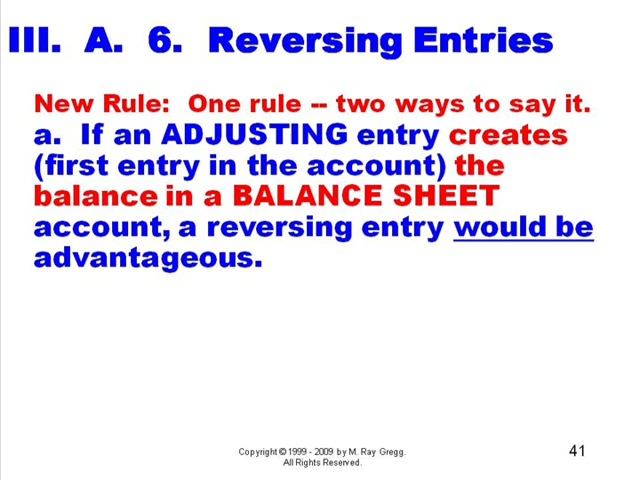 III. A. 6. Reversing Entries
New Rule: One rule -- two ways to say it.
a. If an ADJUSTING entry creates
(first entry in the account) the
balance in a BALANCE SHEET
account, a reversing entry would be
advantageous.
Copyright © 1999 - 2009 by M. Ray Gregg.
All Rights Reserved.
41